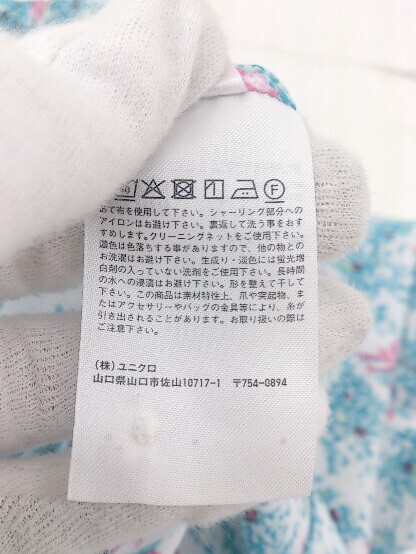 40 F
あて布を使用して下さい。シャーリング部分への
アイロンはお避け下さい。裏返して洗う事をおす
すめします。クリーニングネットをご使用下さい。
濃色は色落ちする事がありますので、他の物との
お洗濯はお避け下さい。生成り・淡色には蛍光増
白剤の入っていない洗剤をご使用下さい。長時間
の水への浸漬はお避け下さい。形を整えて干して
下さい。この商品は素材特性上、爪や突起物、ま
たはアクセサリーやバッグの金具等により、糸が
引き出されることがあります。お取り扱いの際は
ご注意下さい。
(株)ユニクロ
山口県山口市佐山10717-1 〒754-0894